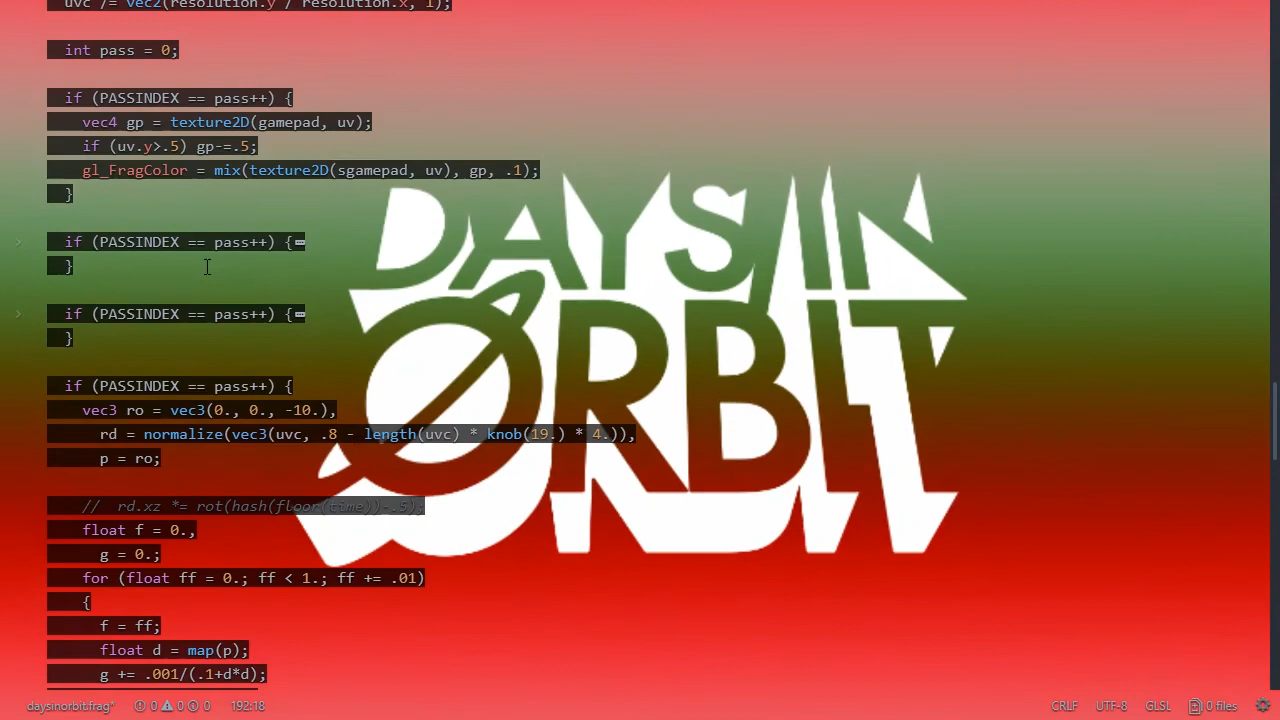 uvc /= vec2(resolution.y / resolution.x, 1);
int pass = 0;
if (PASSINDEX == pass++) {
vec4 gp = texture2D(gamepad, uv);
if (uv.y>.5) gp-=.5;
gl_FragColor = mix(texture2D(sgamepad, uv), gp, .1);
}
if (PASSINDEX == pass++) {
}
if (PASSINDEX == pass++) {
}
if (PASSINDEX == pass++) {
vec3 ro = vec3(0., 0., -10.),
rd = normalize(vec3(uvc, .8 - length(uvc) * knob(19.) * 4.)),
p = ro;
// rd.xz *= rot(hash(floor(time))-.5);
float f = 0.,
g = 0.;
for (float ff = 0.; ff < 1.; ff += .01)
{
f = ff;
float d = map(p);
g += .001/(.1+d*d);
DAYS IN
ORBIT
daysinorbit.frag* 0 0 0 192:18 CRLF UTF-8 GLSL 0 files